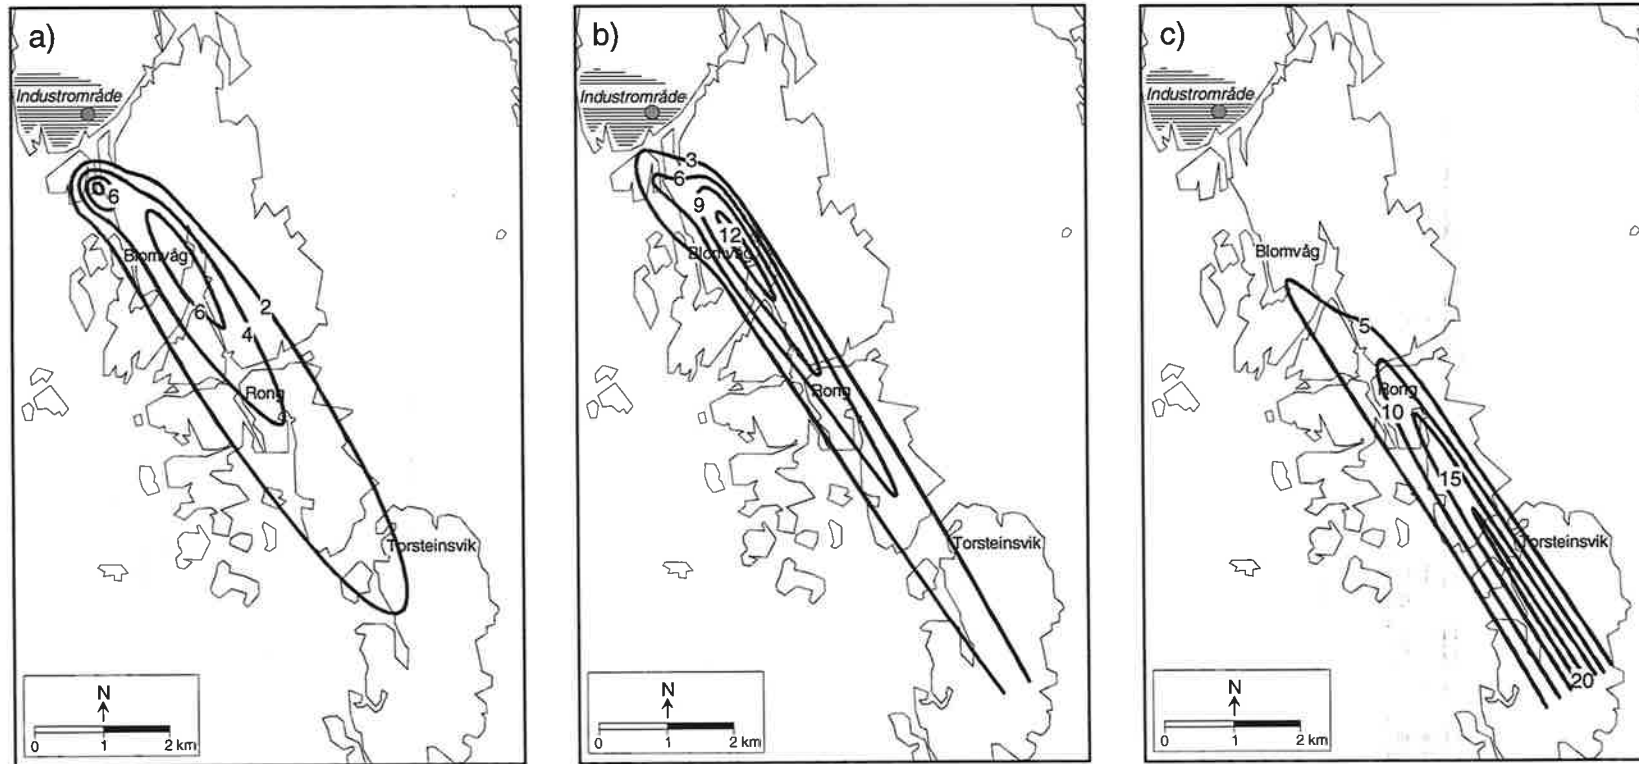 a)
Industrområde
6
Blomvåg
6
2
4
Rong
Torsteinsvik
N
0 1 2 km
b)
Industrområde
3
6
9
12
Blomvåg
Rong
Torsteinsvik
N
0 1 2 km
c)
Industrområde
Blomvåg
5
Rong
10
15
Torsteinsvik
20
N
0 1 2 km